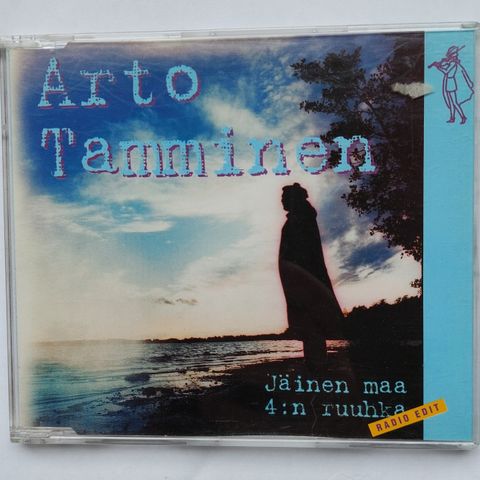 Arto
Tamminen
Jäinen maa
4:n ruuhka
RADIO EDIT